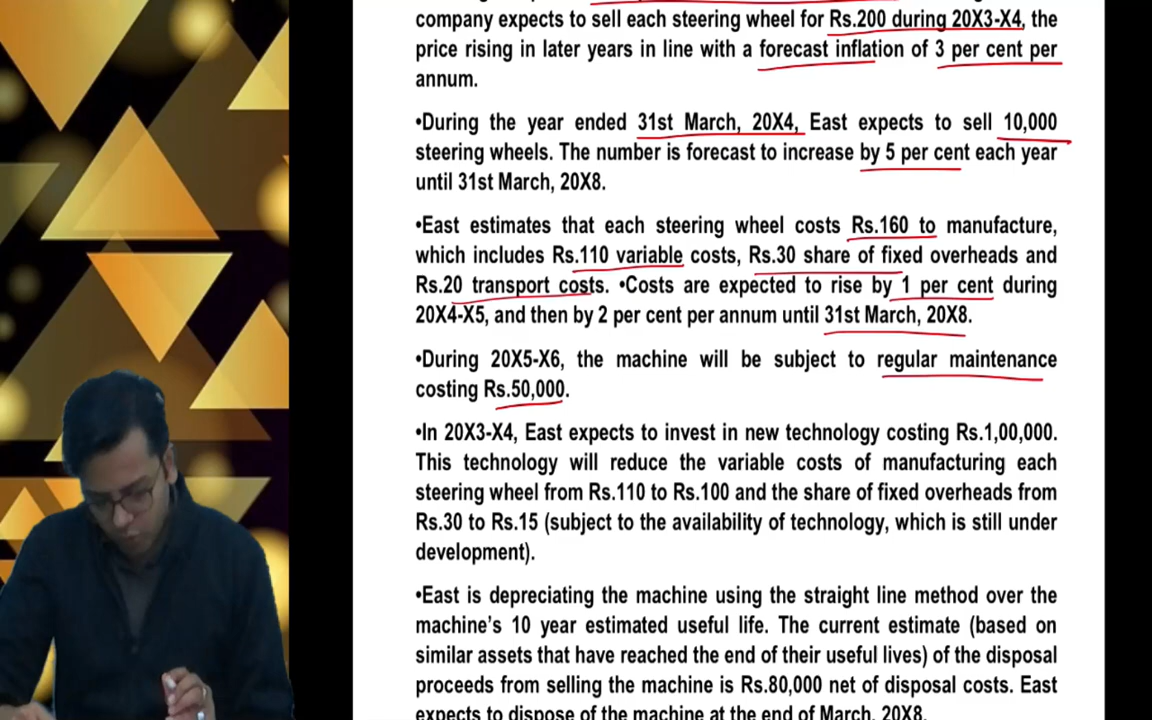 company expects to sell each steering wheel for Rs.200 during 20X3-X4, the
price rising in later years in line with a forecast inflation of 3 per cent per
annum.
•During the year ended 31st March, 20X4, East expects to sell 10,000
steering wheels. The number is forecast to increase by 5 per cent each year
until 31st March, 20X8.
•East estimates that each steering wheel costs Rs.160 to manufacture,
which includes Rs.110 variable costs, Rs.30 share of fixed overheads and
Rs.20 transport costs. •Costs are expected to rise by 1 per cent during
20X4-X5, and then by 2 per cent per annum until 31st March, 20X8.
•During 20X5-X6, the machine will be subject to regular maintenance
costing Rs.50,000.
•In 20X3-X4, East expects to invest in new technology costing Rs.1,00,000.
This technology will reduce the variable costs of manufacturing each
steering wheel from Rs.110 to Rs.100 and the share of fixed overheads from
Rs.30 to Rs.15 (subject to the availability of technology, which is still under
development).
•East is depreciating the machine using the straight line method over the
machine's 10 year estimated useful life. The current estimate (based on
similar assets that have reached the end of their useful lives) of the disposal
proceeds from selling the machine is Rs.80,000 net of disposal costs. East
expects to dispose of the machine at the end of March, 20X8.